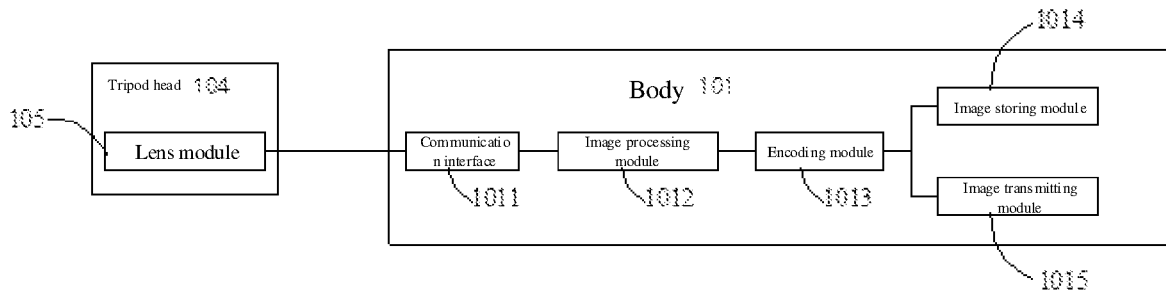 1014
Tripod head 104
Body 101
Image storing module
105
Lens module
Communicatio
n interface
Image processing
module
Encoding module
1011
1012
1013
Image transmitting
module
1015